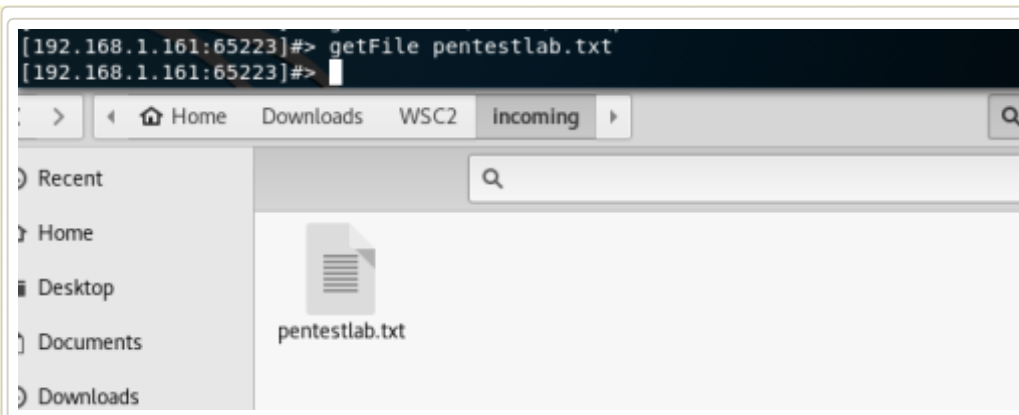 [192.168.1.161:65223]#> getFile pentestlab.txt
[192.168.1.161:65223]#>
Home Downloads WSC2 incoming
Recent
Home
Desktop
Documents
Downloads
pentestlab.txt